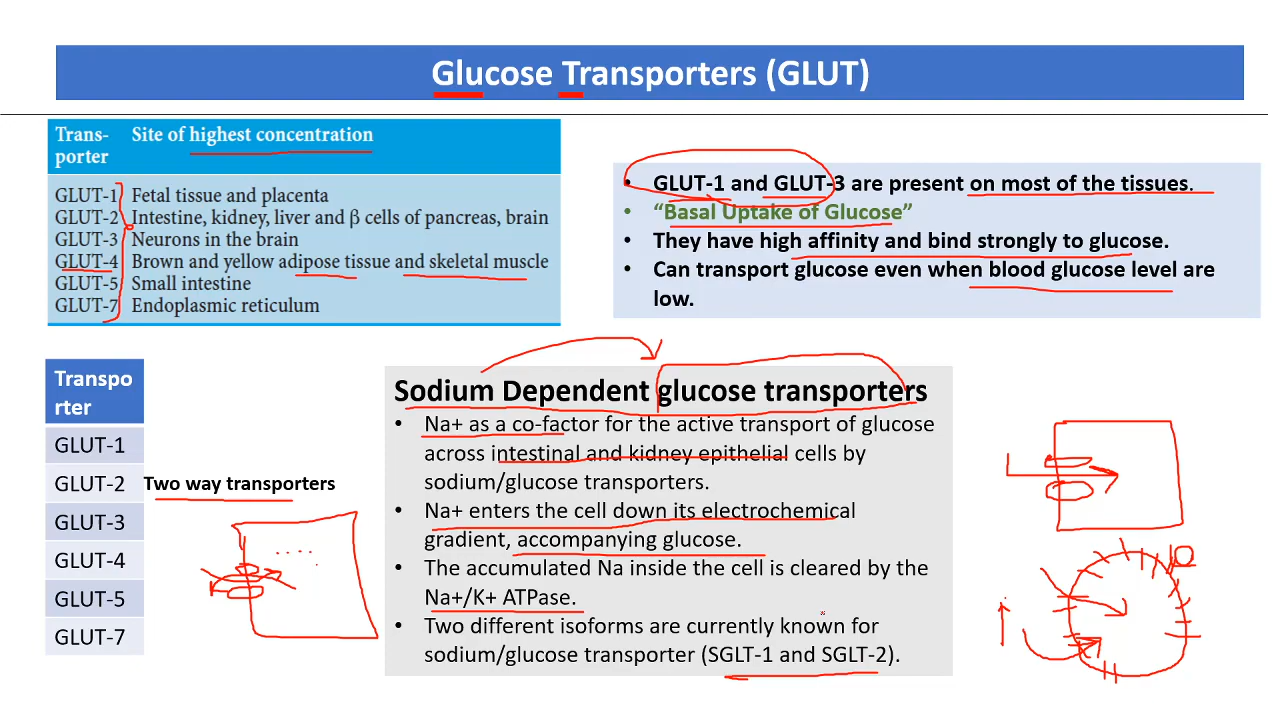 Glucose Transporters (GLUT)
Trans-
porter
Site of highest concentration
GLUT-1 Fetal tissue and placenta
GLUT-2 Intestine, kidney, liver and β cells of pancreas, brain
GLUT-3 Neurons in the brain
GLUT-4 Brown and yellow adipose tissue and skeletal muscle
GLUT-5 Small intestine
GLUT-7 Endoplasmic reticulum
• GLUT-1 and GLUT-3 are present on most of the tissues.
• “Basal Uptake of Glucose”
• They have high affinity and bind strongly to glucose.
• Can transport glucose even when blood glucose level are
low.
Transpo
rter
GLUT-1
GLUT-2
GLUT-3
GLUT-4
GLUT-5
GLUT-7
Two way transporters
Sodium Dependent glucose transporters
• Na+ as a co-factor for the active transport of glucose
across intestinal and kidney epithelial cells by
sodium/glucose transporters.
• Na+ enters the cell down its electrochemical
gradient, accompanying glucose.
• The accumulated Na inside the cell is cleared by the
Na+/K+ ATPase.
• Two different isoforms are currently known for
sodium/glucose transporter (SGLT-1 and SGLT-2).